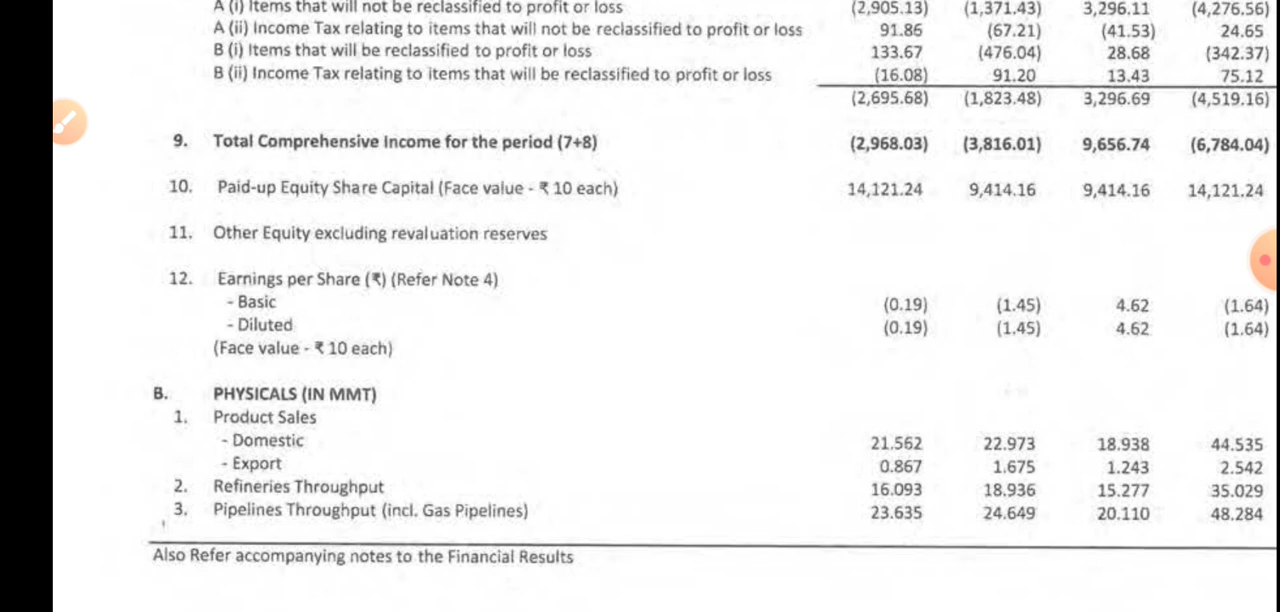 A (i) Items that will not be reclassified to profit or loss (2,905.13) (1,371.43) 3,296.11 (4,276.56)
A (ii) Income Tax relating to items that will not be reclassified to profit or loss 91.86 (67.21) (41.53) 24.65
B (i) Items that will be reclassified to profit or loss 133.67 (476.04) 28.68 (342.37)
B (ii) Income Tax relating to items that will be reclassified to profit or loss (16.08) 91.20 13.43 75.12
(2,695.68) (1,823.48) 3,296.69 (4,519.16)
9. Total Comprehensive Income for the period (7+8) (2,968.03) (3,816.01) 9,656.74 (6,784.04)
10. Paid-up Equity Share Capital (Face value - ₹ 10 each) 14,121.24 9,414.16 9,414.16 14,121.24
11. Other Equity excluding revaluation reserves
12. Earnings per Share (₹) (Refer Note 4)
- Basic (0.19) (1.45) 4.62 (1.64)
- Diluted (0.19) (1.45) 4.62 (1.64)
(Face value - ₹ 10 each)
B. PHYSICALS (IN MMT)
1. Product Sales
- Domestic 21.562 22.973 18.938 44.535
- Export 0.867 1.675 1.243 2.542
2. Refineries Throughput 16.093 18.936 15.277 35.029
3. Pipelines Throughput (incl. Gas Pipelines) 23.635 24.649 20.110 48.284
Also Refer accompanying notes to the Financial Results